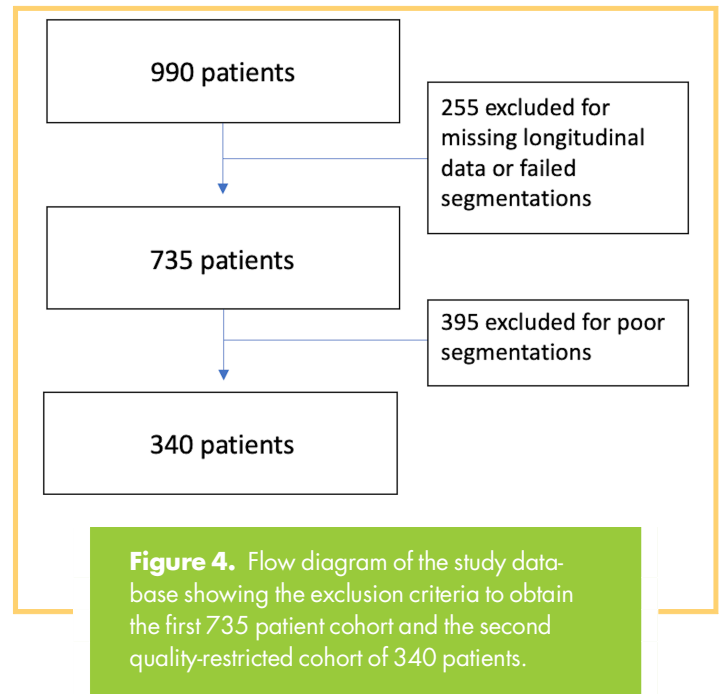 990 patients
255 excluded for
missing longitudinal
data or failed
segmentations
735 patients
395 excluded for poor
segmentations
340 patients
Figure 4. Flow diagram of the study data-
base showing the exclusion criteria to obtain
the first 735 patient cohort and the second
quality-restricted cohort of 340 patients.